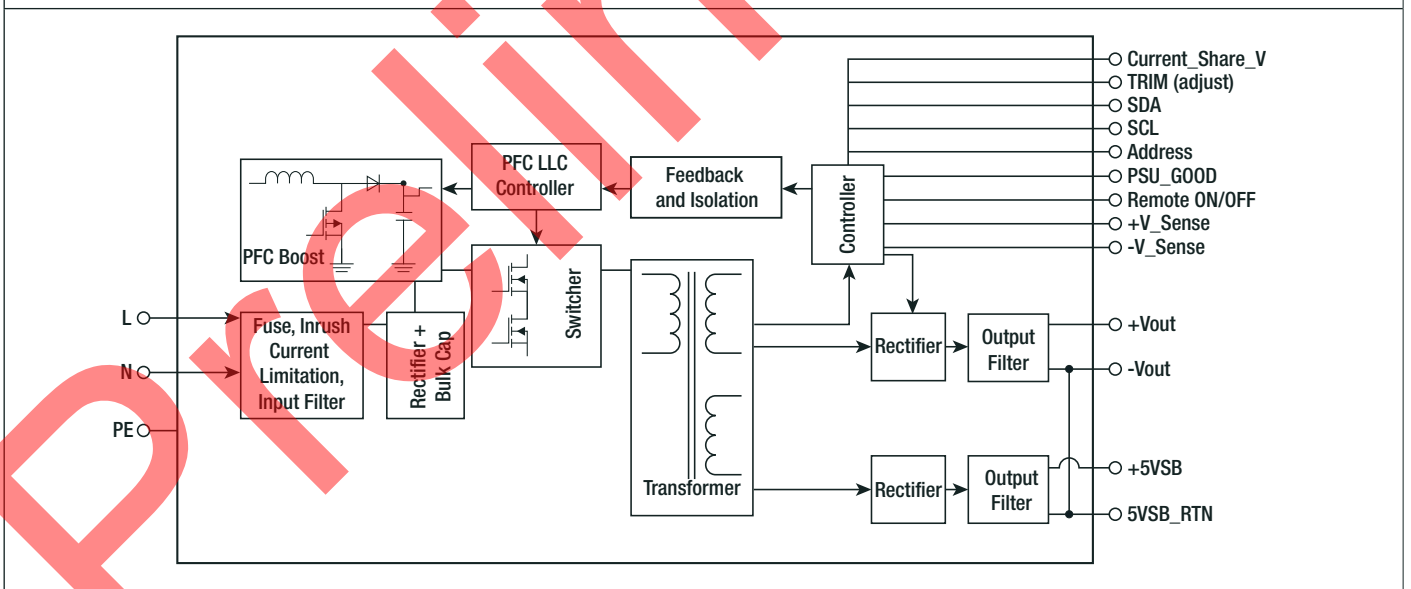 Current_Share_V
TRIM (adjust)
SDA
SCL
Address
PSU_GOOD
Remote ON/OFF
+V_Sense
-V_Sense
PFC LLC
Controller
Feedback
and Isolation
Controller
PFC Boost
Switcher
L
N
PE
Fuse, Inrush
Current
Limitation,
Input Filter
Rectifier +
Bulk Cap
Transformer
Rectifier
Output
Filter
+Vout
-Vout
Rectifier
Output
Filter
+5VSB
5VSB_RTN